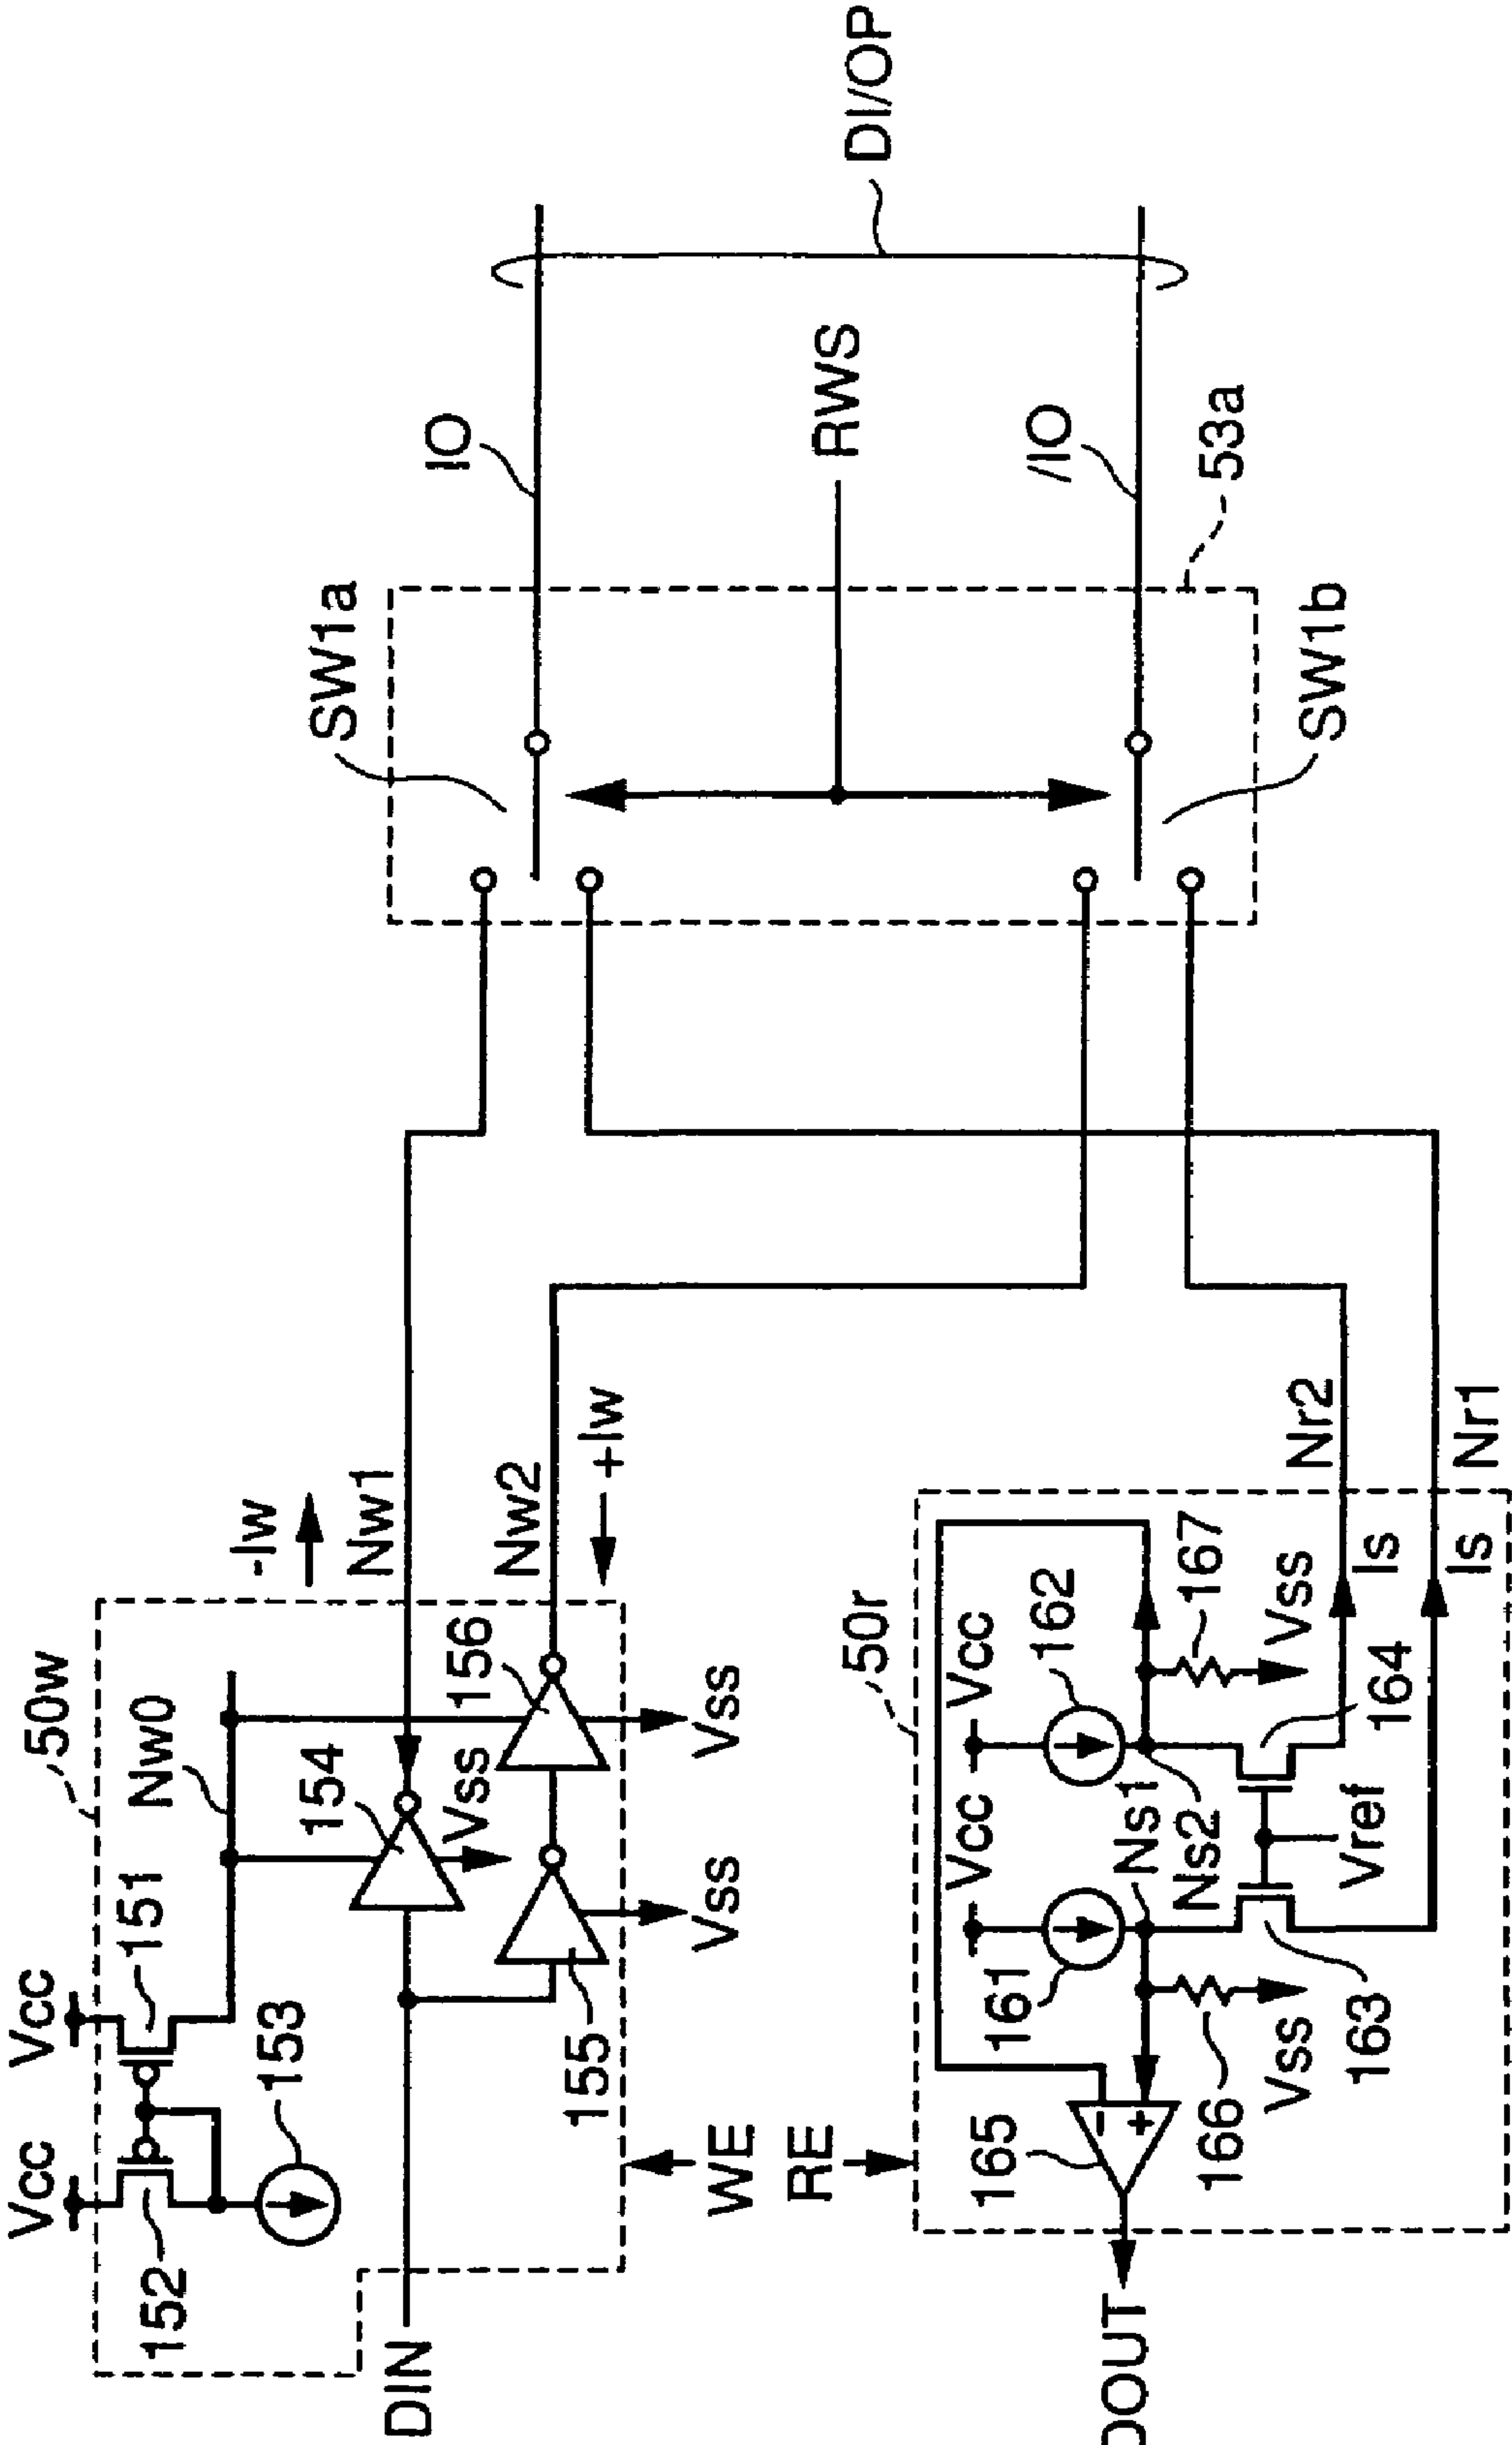 50w
Vcc
Vcc
152
151
153
Nw0
-Iw
154
Vss
Nw1
156
Nw2
+Iw
155
Vss
Vss
DIN
WE
RE
50r
Vcc
Vcc
161
162
167
Ns1
Ns2
Vss
165
-
+
166
Vss
163
Vref
164
Is
Is
Nr2
Nr1
DOUT
SW1a
SW1b
53a
IO
RWS
/IO
DI/OP